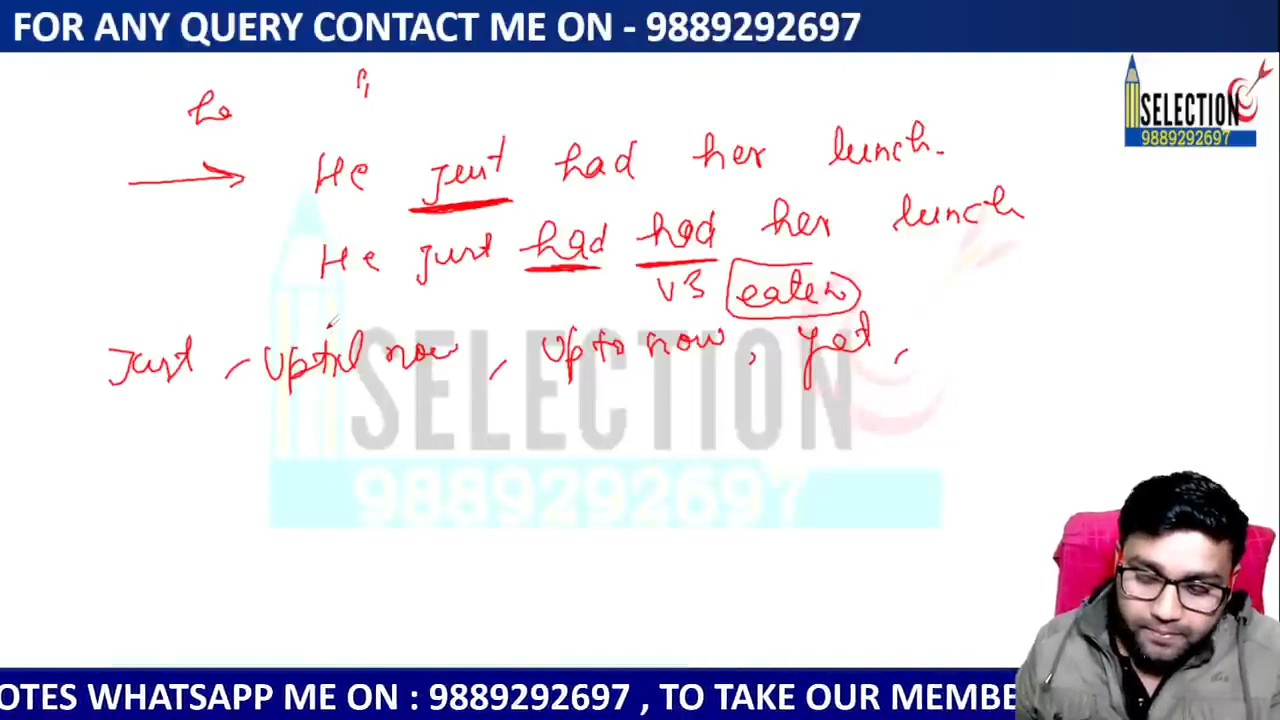 FOR ANY QUERY CONTACT ME ON - 9889292697
SELECTION
9889292697
he
He just had her lunch.
He just had had her lunch
v3 eaten
Just, uptil now, up to now, yet,
SELECTION
9889292697
OTES WHATSAPP ME ON : 9889292697 , TO TAKE OUR MEMBE